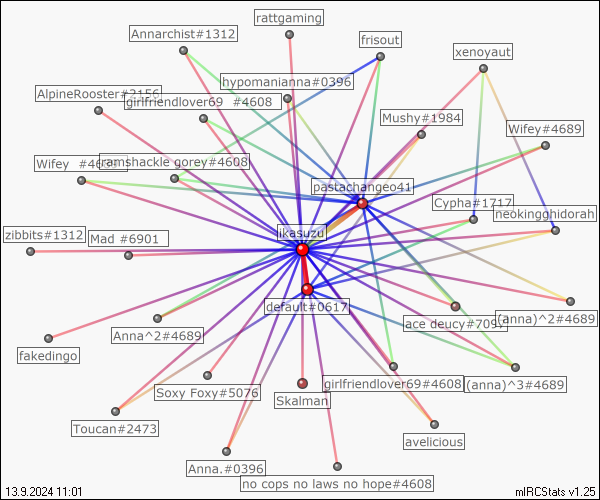 rattgaming
Annarchist#1312
frisout
xenoyaut
hypomanianna#0396
AlpineRooster#2156
girlfriendlover69 #4608
Mushy#1984
Wifey#4689
Wifey #4689
ramshackle gorey#4608
pastachangeo41
Cypha#1717
neokingghidorah
ikasuzu
zibbits#1312
Mad #6901
default#0617
(anna)^2#4689
ace deucy#7097
Anna^2#4689
fakedingo
girlfriendlover69#4608
(anna)^3#4689
Soxy Foxy#5076
Skalman
Toucan#2473
avelicious
Anna.#0396
no cops no laws no hope#4608
13.9.2024 11:01
mIRCStats v1.25